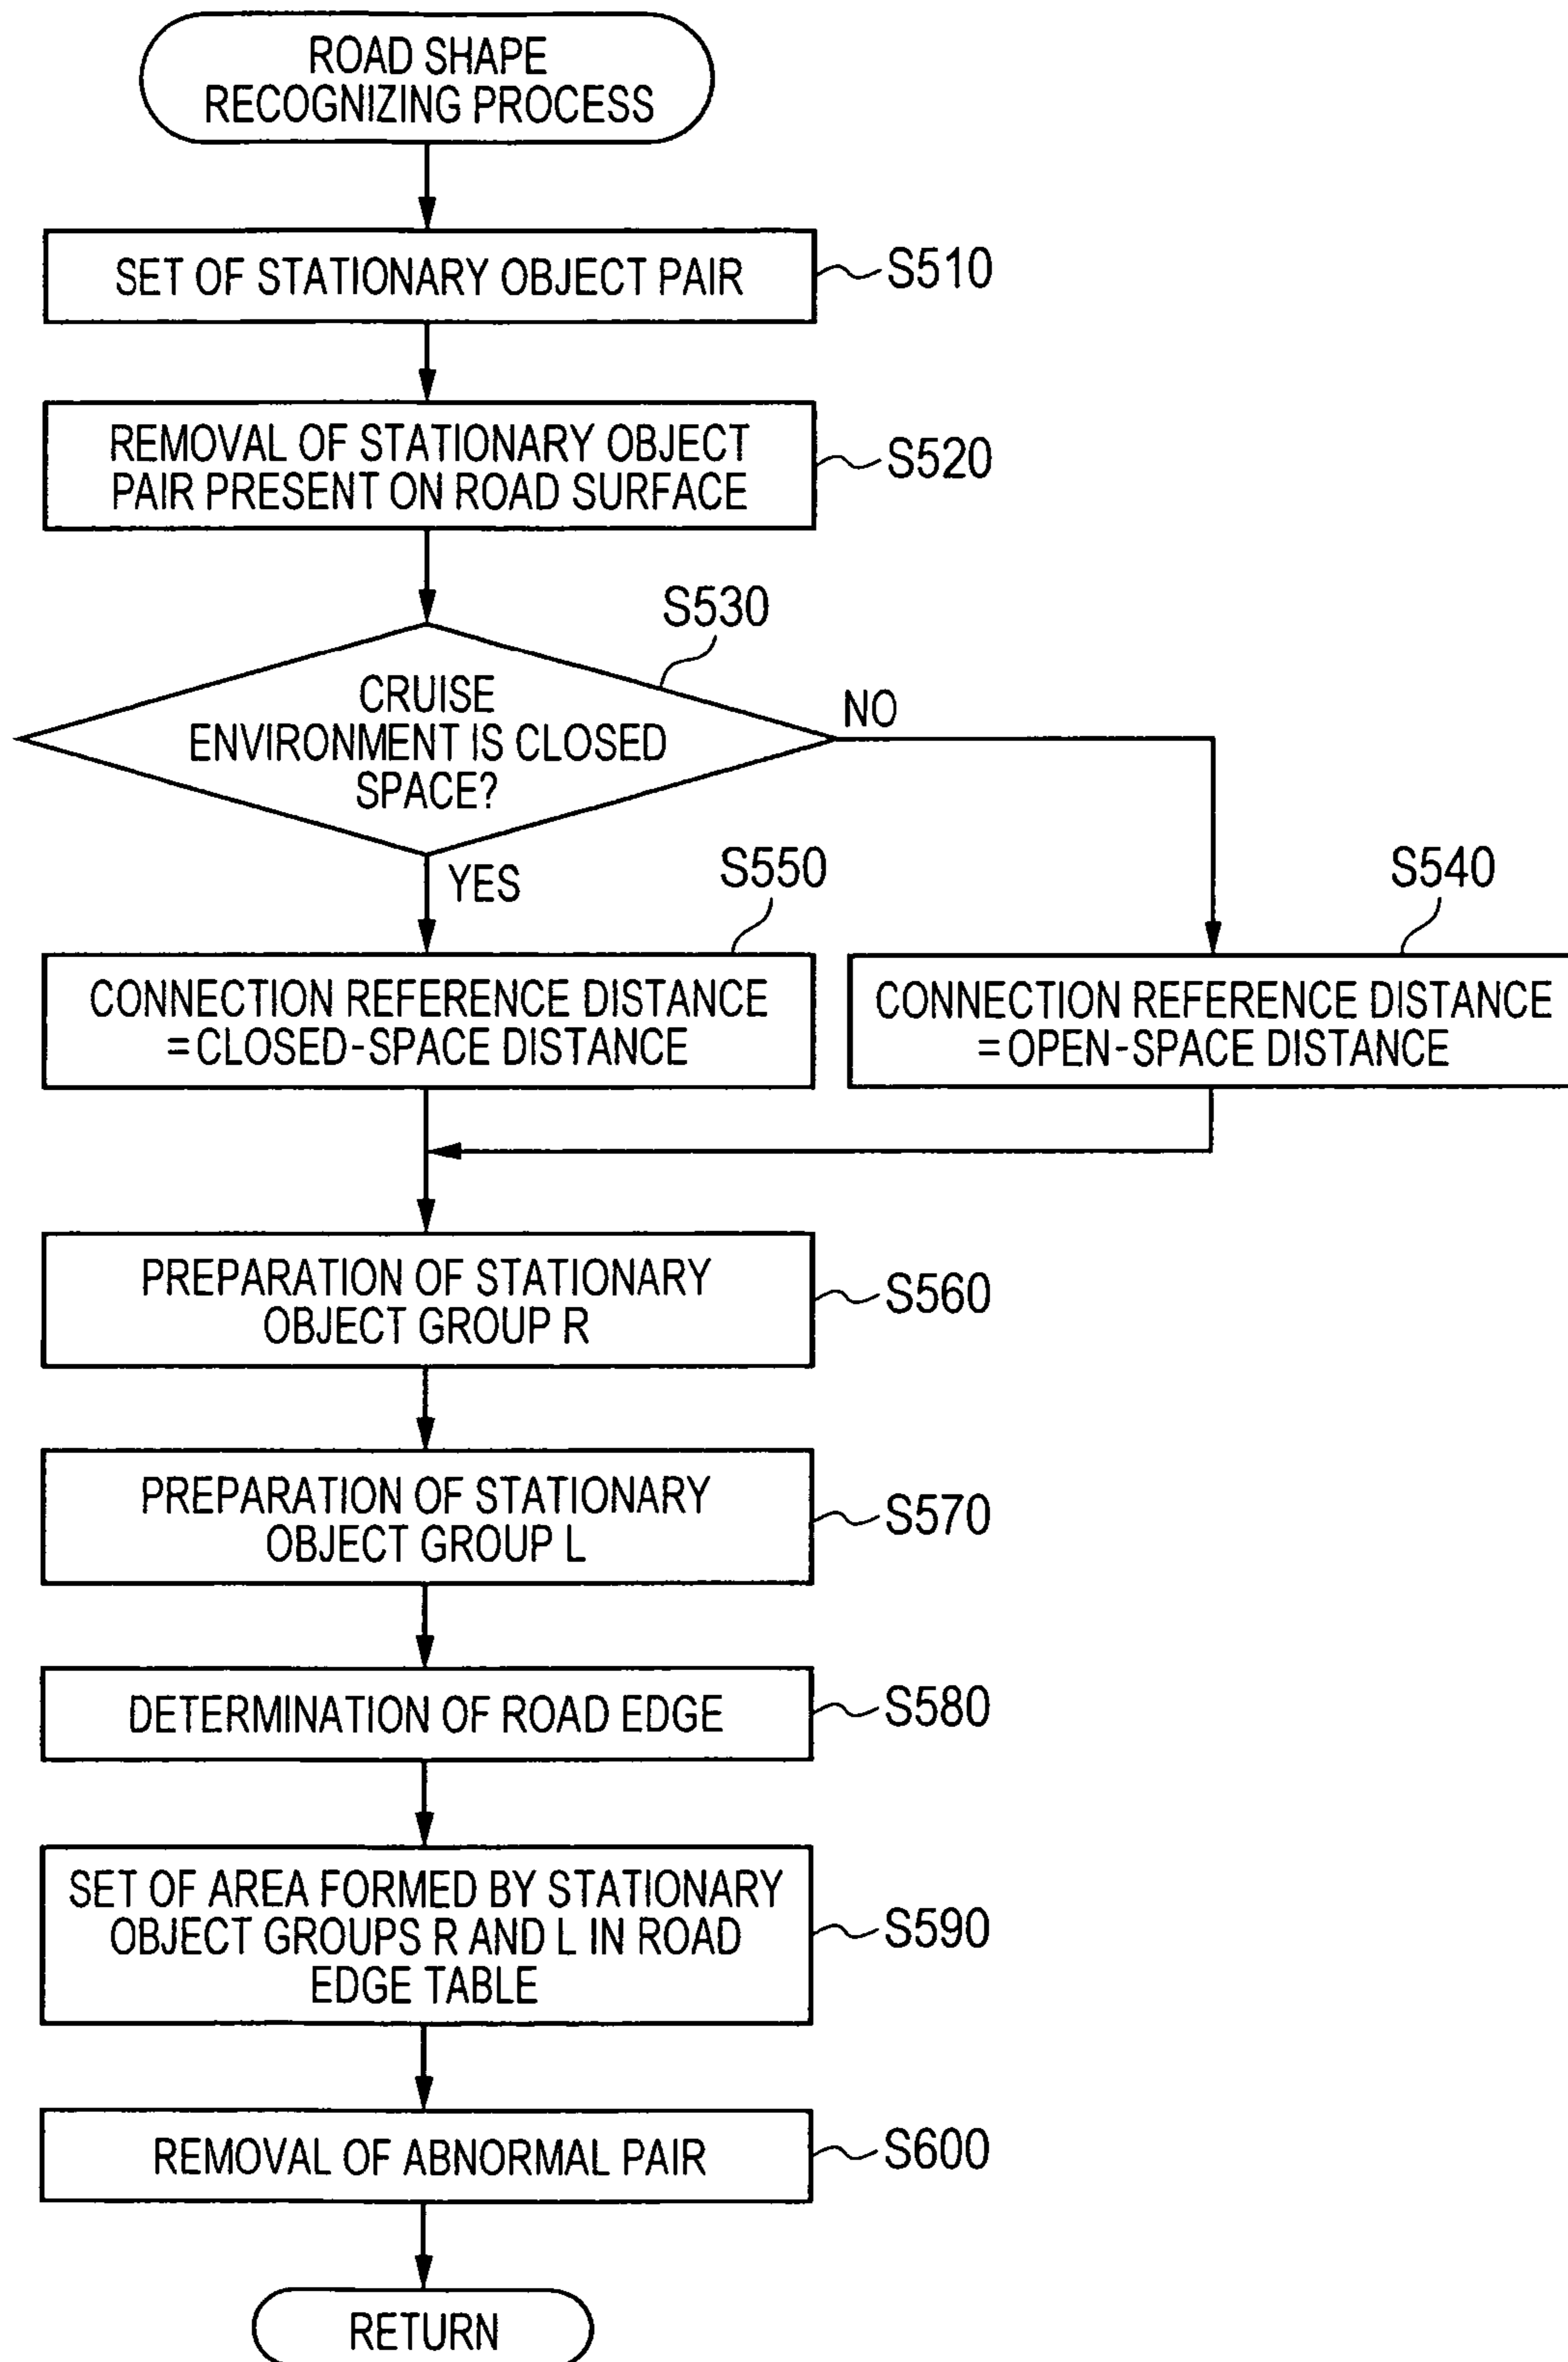 ROAD SHAPE
RECOGNIZING PROCESS
SET OF STATIONARY OBJECT PAIR
S510
REMOVAL OF STATIONARY OBJECT
PAIR PRESENT ON ROAD SURFACE
S520
S530
CRUISE
ENVIRONMENT IS CLOSED
SPACE?
NO
YES
S550
S540
CONNECTION REFERENCE DISTANCE
=CLOSED-SPACE DISTANCE
CONNECTION REFERENCE DISTANCE
=OPEN-SPACE DISTANCE
PREPARATION OF STATIONARY
OBJECT GROUP R
S560
PREPARATION OF STATIONARY
OBJECT GROUP L
S570
DETERMINATION OF ROAD EDGE
S580
SET OF AREA FORMED BY STATIONARY
OBJECT GROUPS R AND L IN ROAD
EDGE TABLE
S590
REMOVAL OF ABNORMAL PAIR
S600
RETURN